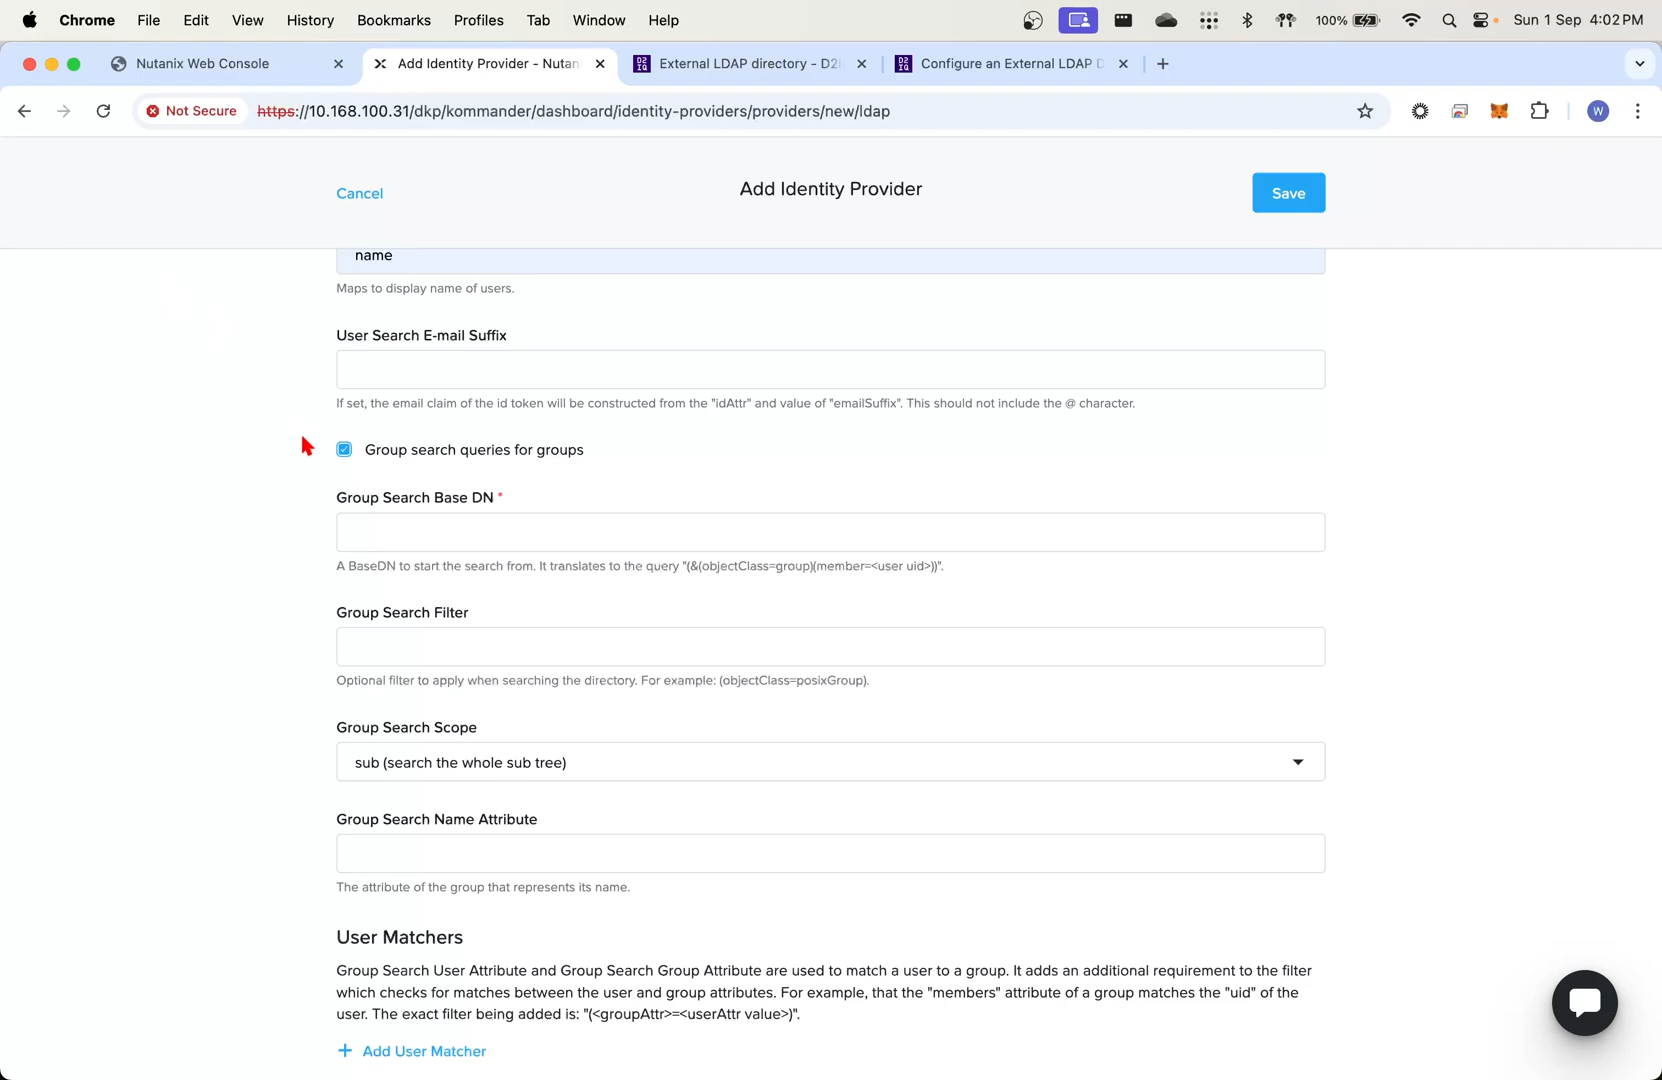 Chrome File Edit View History Bookmarks Profiles Tab Window Help 100% Sun 1 Sep 4:02 PM
Nutanix Web Console Add Identity Provider - Nutan D2 IQ External LDAP directory - D2i D2 IQ Configure an External LDAP D
Not Secure https://10.168.100.31/dkp/kommander/dashboard/identity-providers/providers/new/ldap W
Cancel Add Identity Provider Save
name
Maps to display name of users.
User Search E-mail Suffix
If set, the email claim of the id token will be constructed from the "idAttr" and value of "emailSuffix". This should not include the @ character.
Group search queries for groups
Group Search Base DN *
A BaseDN to start the search from. It translates to the query "(&(objectClass=group)(member=<user uid>))".
Group Search Filter
Optional filter to apply when searching the directory. For example: (objectClass=posixGroup).
Group Search Scope
sub (search the whole sub tree)
Group Search Name Attribute
The attribute of the group that represents its name.
User Matchers
Group Search User Attribute and Group Search Group Attribute are used to match a user to a group. It adds an additional requirement to the filter
which checks for matches between the user and group attributes. For example, that the "members" attribute of a group matches the "uid" of the
user. The exact filter being added is: "(<groupAttr>=<userAttr value>)".
+ Add User Matcher